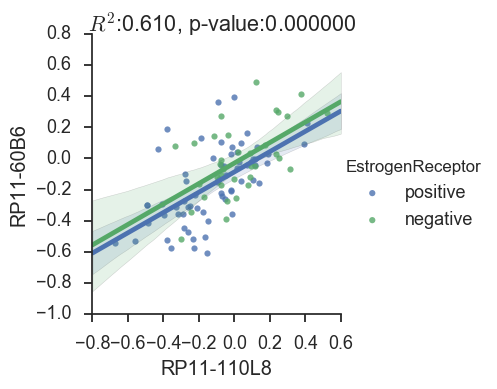 R²:0.610, p-value:0.000000
0.8
0.6
0.4
0.2
0.0
−0.2
−0.4
−0.6
−0.8
−1.0
RP11-60B6
−0.8−0.6−0.4−0.2 0.0 0.2 0.4 0.6
RP11-110L8
EstrogenReceptor
positive
negative